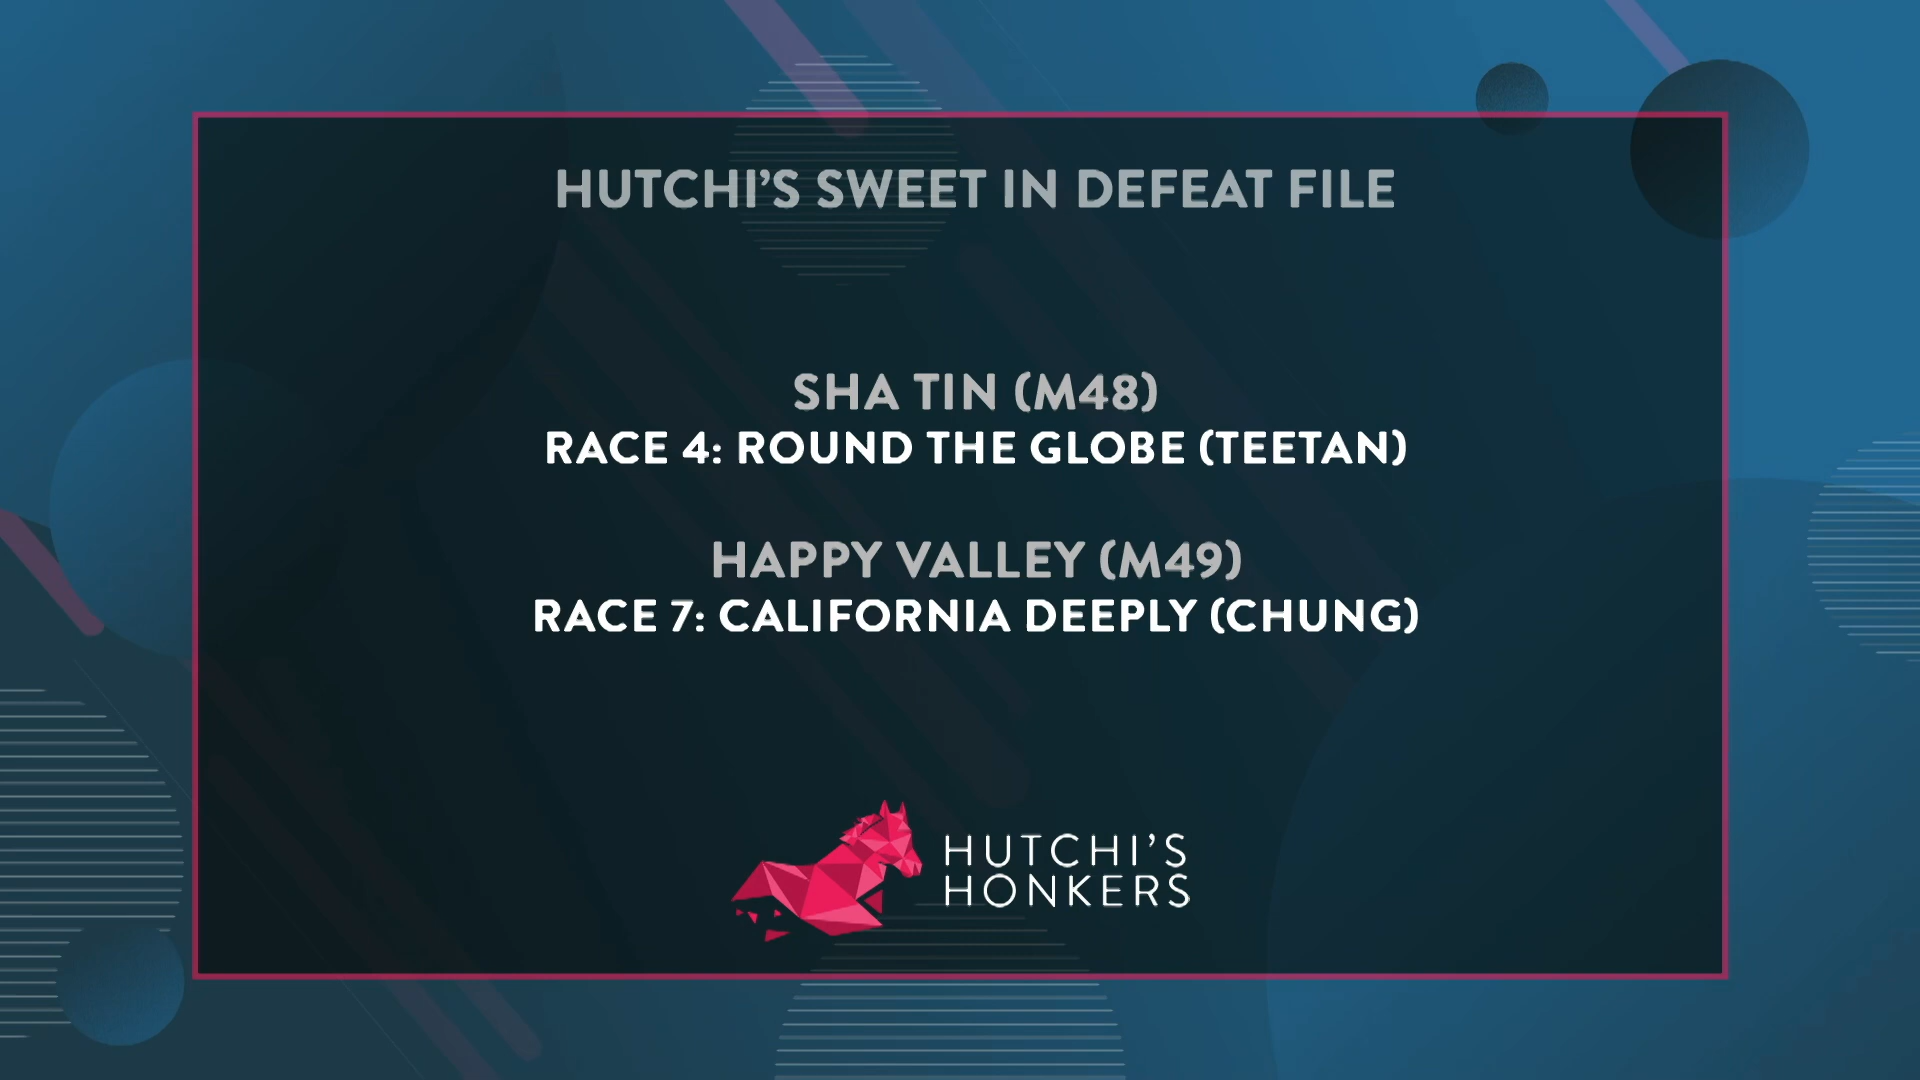 HUTCHI'S SWEET IN DEFEAT FILE
SHA TIN (M48)
RACE 4: ROUND THE GLOBE (TEETAN)
HAPPY VALLEY (M49)
RACE 7: CALIFORNIA DEEPLY (CHUNG)
HUTCHI'S
HONKERS